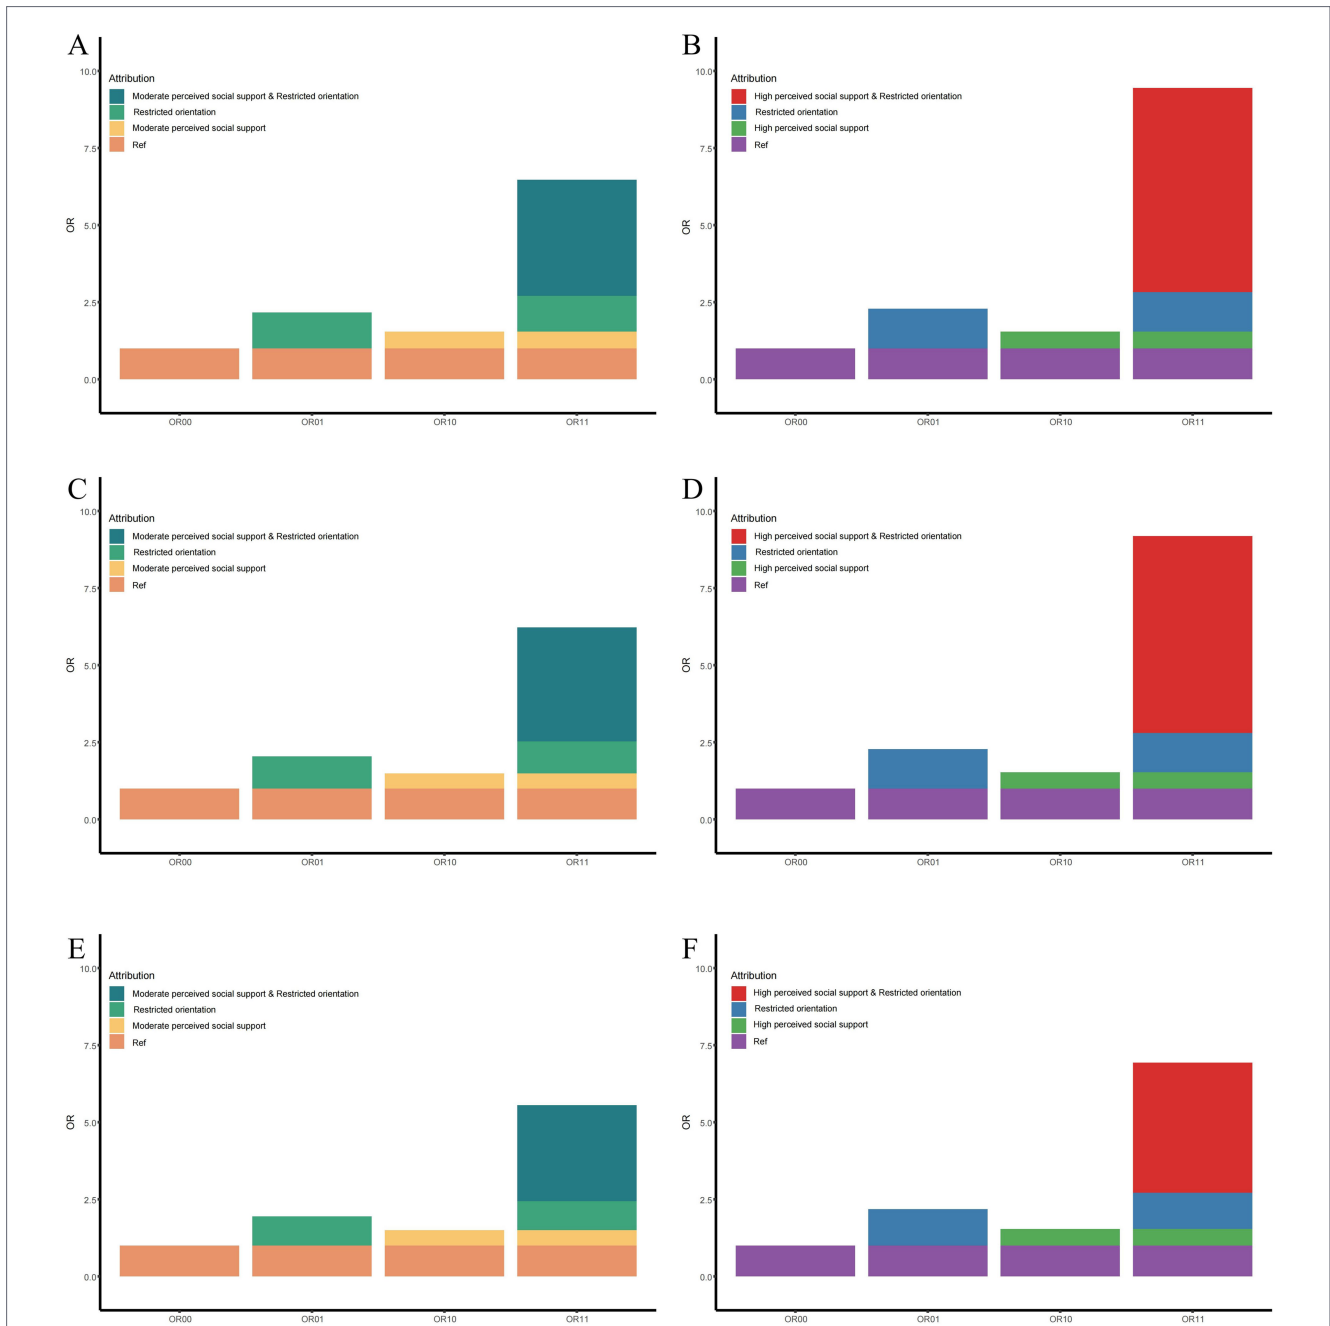 A
Attribution
Moderate perceived social support & Restricted orientation
Restricted orientation
Moderate perceived social support
Ref
10.0
7.5
5.0
2.5
0.0
OR
OR00 OR01 OR10 OR11
B
Attribution
High perceived social support & Restricted orientation
Restricted orientation
High perceived social support
Ref
10.0
7.5
5.0
2.5
0.0
OR
OR00 OR01 OR10 OR11
C
Attribution
Moderate perceived social support & Restricted orientation
Restricted orientation
Moderate perceived social support
Ref
10.0
7.5
5.0
2.5
0.0
OR
OR00 OR01 OR10 OR11
D
Attribution
High perceived social support & Restricted orientation
Restricted orientation
High perceived social support
Ref
10.0
7.5
5.0
2.5
0.0
OR
OR00 OR01 OR10 OR11
E
Attribution
Moderate perceived social support & Restricted orientation
Restricted orientation
Moderate perceived social support
Ref
10.0
7.5
5.0
2.5
0.0
OR
OR00 OR01 OR10 OR11
F
Attribution
High perceived social support & Restricted orientation
Restricted orientation
High perceived social support
Ref
10.0
7.5
5.0
2.5
0.0
OR
OR00 OR01 OR10 OR11